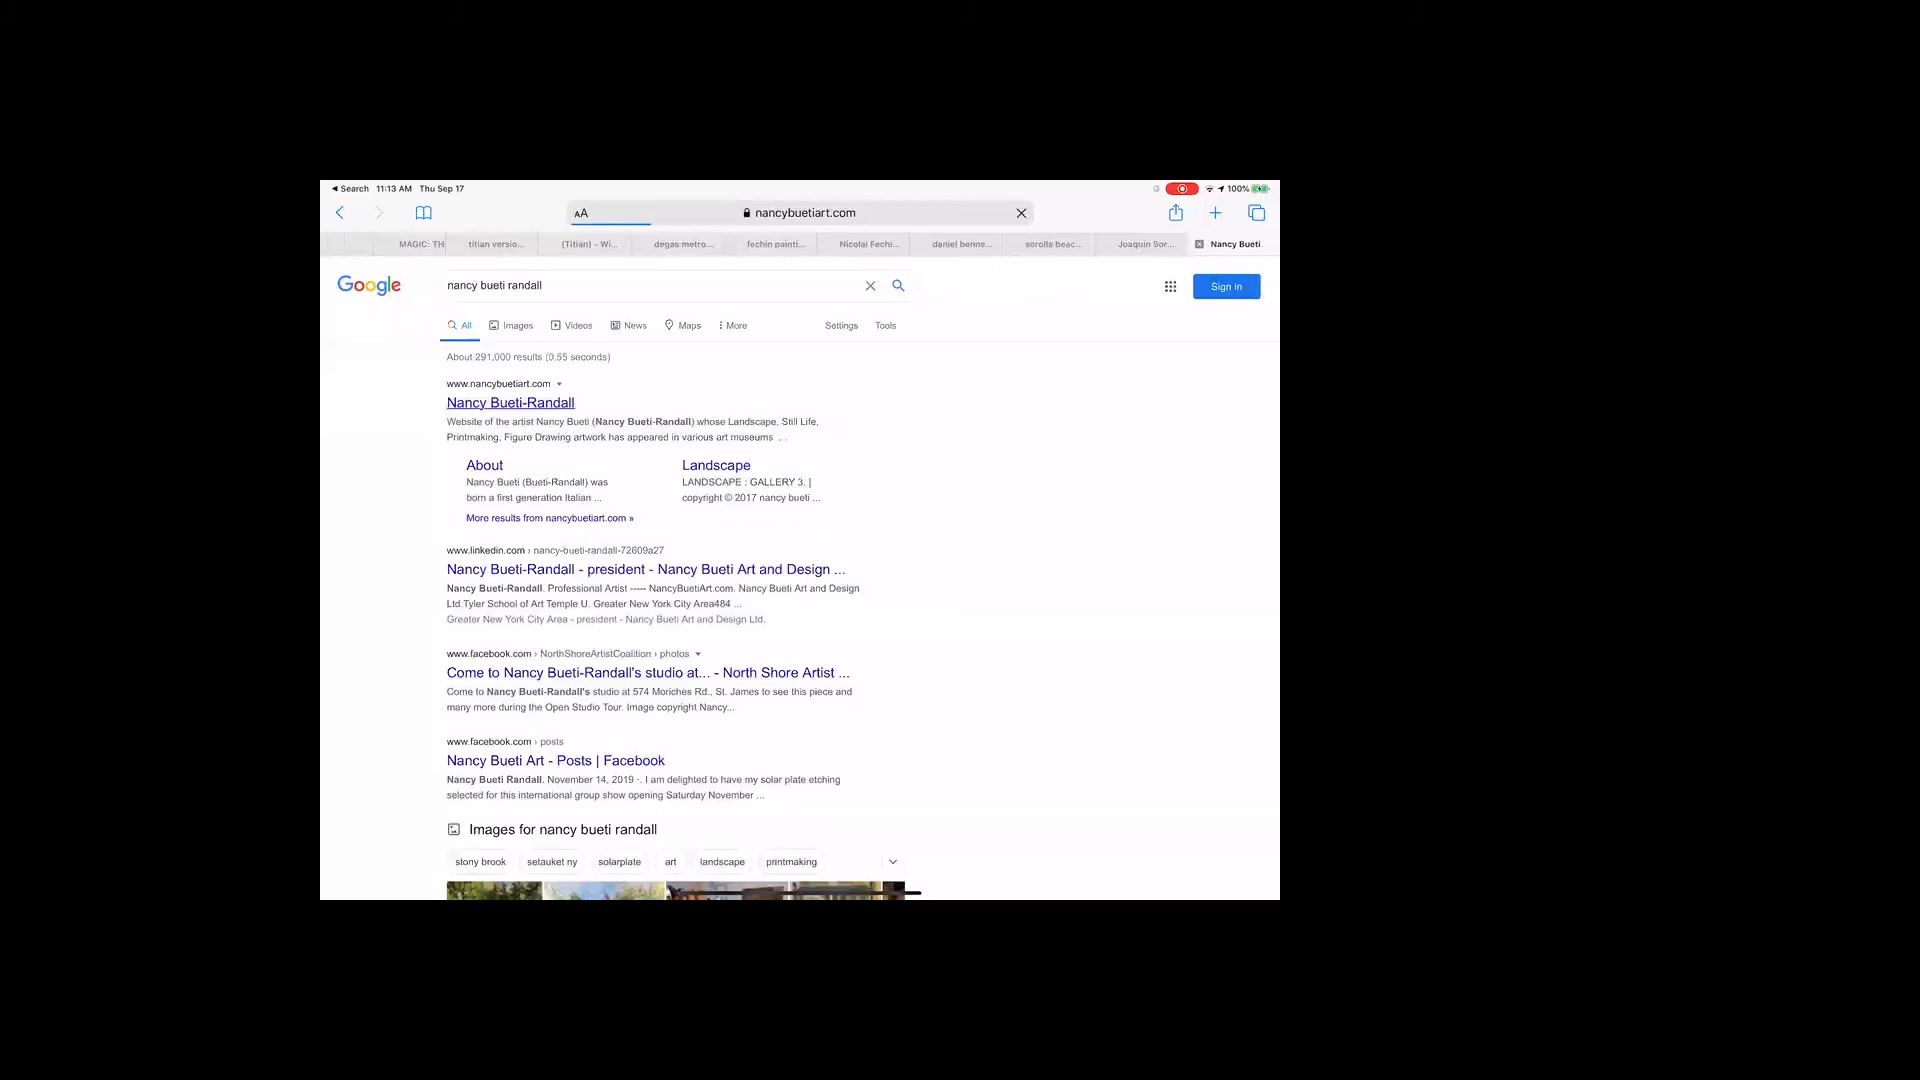 Search 11:13 AM Thu Sep 17 100%
AA nancybuetiart.com
MAGIC: TH titian versio... (Titian) - Wi... degas metro... fechin painti... Nicolai Fechi... daniel benne... sorolla beac... Joaquin Sor... Nancy Bueti
Google nancy bueti randall Sign in
All Images Videos News Maps More Settings Tools
About 291,000 results (0.55 seconds)
www.nancybuetiart.com
Nancy Bueti-Randall
Website of the artist Nancy Bueti (Nancy Bueti-Randall) whose Landscape, Still Life,
Printmaking, Figure Drawing artwork has appeared in various art museums ...
About Landscape
Nancy Bueti (Bueti-Randall) was LANDSCAPE : GALLERY 3. |
born a first generation Italian ... copyright © 2017 nancy bueti ...
More results from nancybuetiart.com »
www.linkedin.com › nancy-bueti-randall-72609a27
Nancy Bueti-Randall - president - Nancy Bueti Art and Design ...
Nancy Bueti-Randall. Professional Artist ----- NancyBuetiArt.com. Nancy Bueti Art and Design
Ltd.Tyler School of Art Temple U. Greater New York City Area484 ...
Greater New York City Area - president - Nancy Bueti Art and Design Ltd.
www.facebook.com › NorthShoreArtistCoalition › photos
Come to Nancy Bueti-Randall's studio at... - North Shore Artist ...
Come to Nancy Bueti-Randall's studio at 574 Moriches Rd., St. James to see this piece and
many more during the Open Studio Tour. Image copyright Nancy...
www.facebook.com › posts
Nancy Bueti Art - Posts | Facebook
Nancy Bueti Randall. November 14, 2019 ·. I am delighted to have my solar plate etching
selected for this international group show opening Saturday November ...
Images for nancy bueti randall
stony brook setauket ny solarplate art landscape printmaking